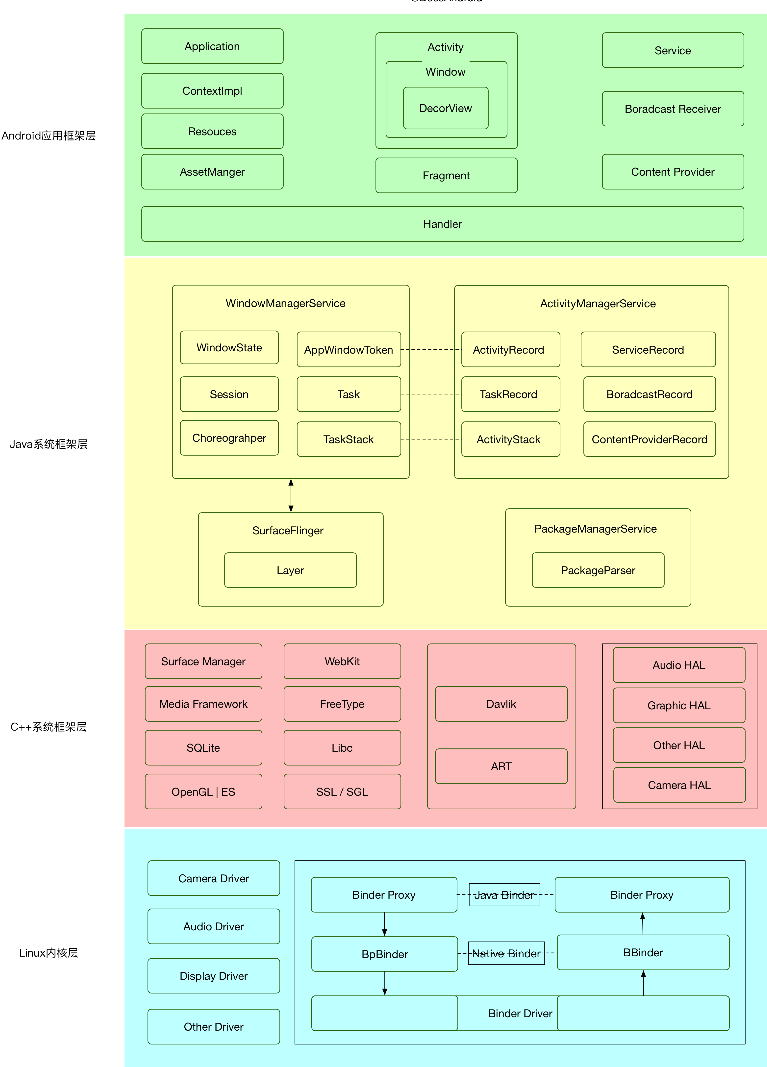 Android应用框架层
Application
ContextImpl
Resouces
AssetManger
Activity
Window
DecorView
Fragment
Service
Boradcast Receiver
Content Provider
Handler
Java系统框架层
WindowManagerService
WindowState
AppWindowToken
Session
Task
Choreograhper
TaskStack
ActivityManagerService
ActivityRecord
ServiceRecord
TaskRecord
BoradcastRecord
ActivityStack
ContentProviderRecord
SurfaceFlinger
Layer
PackageManagerService
PackageParser
C++系统框架层
Surface Manager
WebKit
Media Framework
FreeType
SQLite
Libc
OpenGL | ES
SSL / SGL
Davlik
ART
Audio HAL
Graphic HAL
Other HAL
Camera HAL
Linux内核层
Camera Driver
Audio Driver
Display Driver
Other Driver
Binder Proxy
Java Binder
Binder Proxy
BpBinder
Native Binder
BBinder
Binder Driver